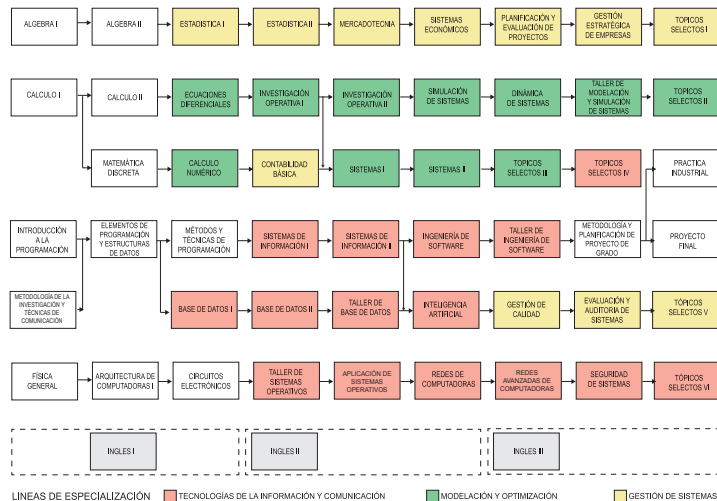 ALGEBRA I
ALGEBRA II
ESTADISTICA I
ESTADISTICA II
MERCADOTECNIA
SISTEMAS
ECONÓMICOS
PLANIFICACIÓN Y
EVALUACIÓN DE
PROYECTOS
GESTIÓN
ESTRATÉGICA
DE EMPRESAS
TOPICOS
SELECTOS I
CALCULO I
CALCULO II
ECUACIONES
DIFERENCIALES
INVESTIGACIÓN
OPERATIVA I
INVESTIGACIÓN
OPERATIVA II
SIMULACIÓN
DE SISTEMAS
DINÁMICA
DE SISTEMAS
TALLER DE
MODELACIÓN
Y SIMULACIÓN
DE SISTEMAS
TOPICOS
SELECTOS II
MATEMÁTICA
DISCRETA
CALCULO
NUMÉRICO
CONTABILIDAD
BÁSICA
SISTEMAS I
SISTEMAS II
TOPICOS
SELECTOS III
TOPICOS
SELECTOS IV
PRACTICA
INDUSTRIAL
INTRODUCCIÓN
A LA
PROGRAMACIÓN
ELEMENTOS DE
PROGRAMACIÓN
Y ESTRUCTURAS
DE DATOS
MÉTODOS Y
TÉCNICAS DE
PROGRAMACIÓN
SISTEMAS DE
INFORMACIÓN I
SISTEMAS DE
INFORMACIÓN II
INGENIERÍA DE
SOFTWARE
TALLER DE
INGENIERÍA DE
SOFTWARE
METODOLOGÍA Y
PLANIFICACIÓN DE
PROYECTO DE
GRADO
PROYECTO
FINAL
METODOLOGÍA DE LA
INVESTIGACIÓN Y
TÉCNICAS DE
COMUNICACIÓN
BASE DE DATOS I
BASE DE DATOS II
TALLER DE
BASE DE DATOS
INTELIGENCIA
ARTIFICIAL
GESTIÓN DE
CALIDAD
EVALUACIÓN Y
AUDITORIA DE
SISTEMAS
TÓPICOS
SELECTOS V
FÍSICA
GENERAL
ARQUITECTURA DE
COMPUTADORAS I
CIRCUITOS
ELECTRÓNICOS
TALLER DE
SISTEMAS
OPERATIVOS
APLICACIÓN DE
SISTEMAS
OPERATIVOS
REDES DE
COMPUTADORAS
REDES
AVANZADAS DE
COMPUTADORAS
SEGURIDAD
DE SISTEMAS
TÓPICOS
SELECTOS VI
INGLES I
INGLES II
INGLES III
LINEAS DE ESPECIALIZACIÓN
TECNOLOGÍAS DE LA INFORMACIÓN Y COMUNICACIÓN
MODELACIÓN Y OPTIMIZACIÓN
GESTIÓN DE SISTEMAS